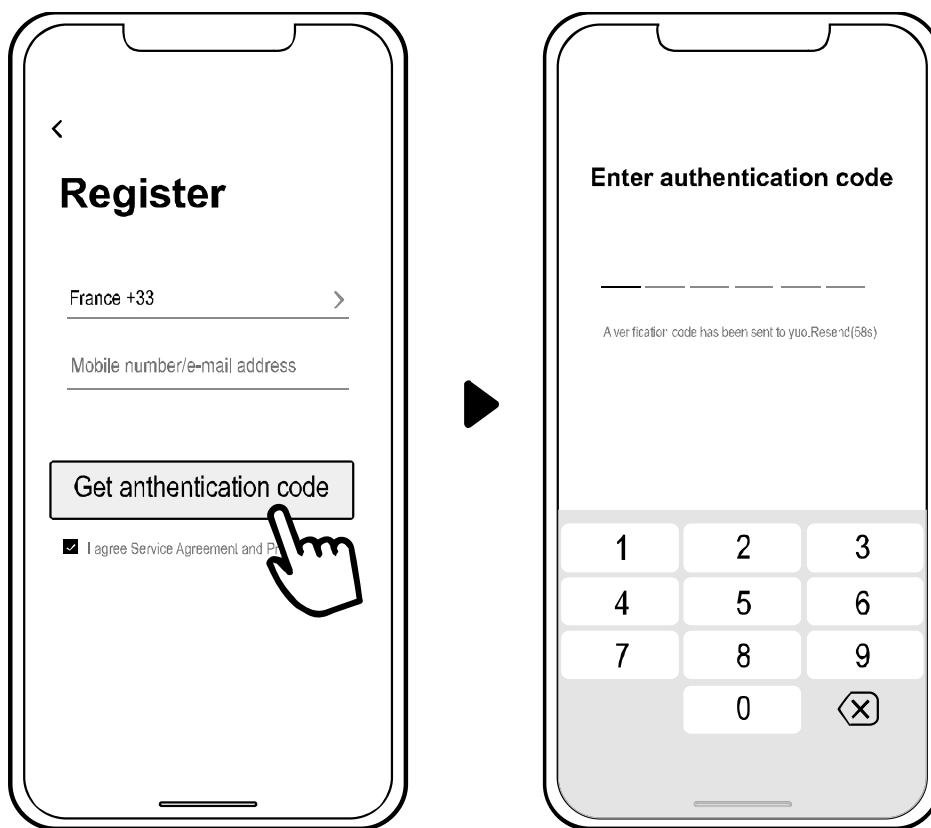 Register
France +33
Mobile number/e-mail address
Get anthentication code
I agree Service Agreement and
Enter authentication code
A ver fication code has been sent to yuo.Resend(58s)
1 2 3
4 5 6
7 8 9
0